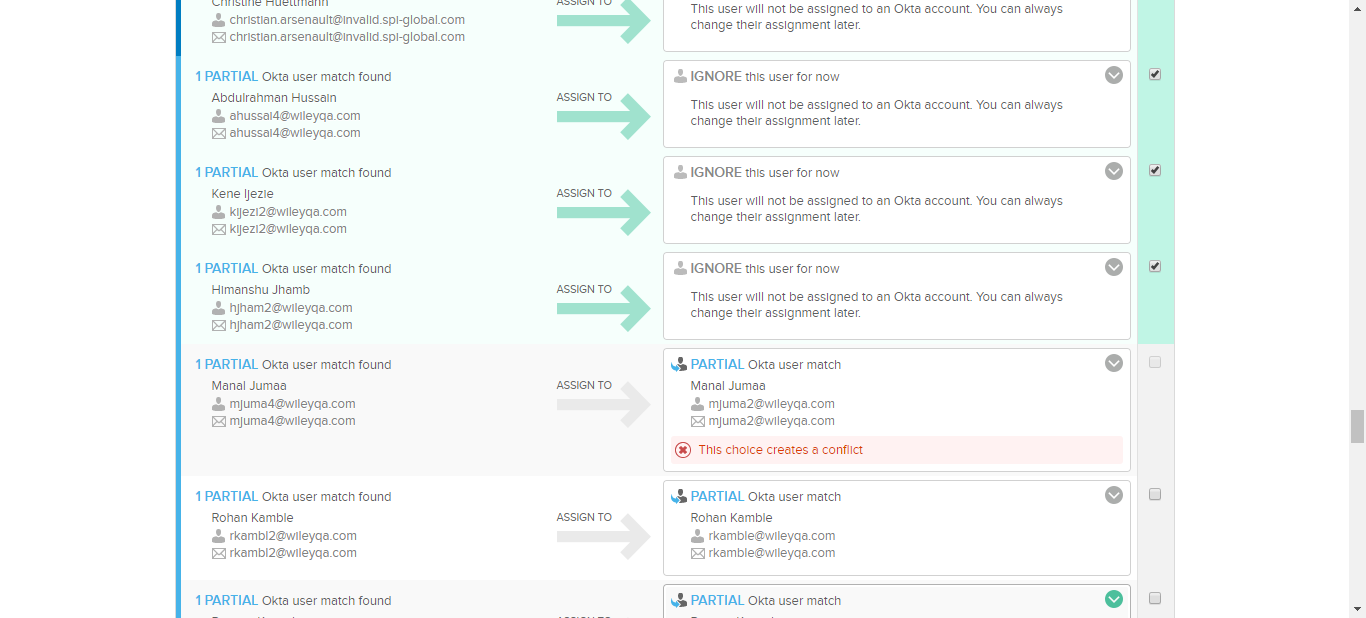 Christine Huettmann
ASSIGN TO
christian.arsenault@invalid.spi-global.com
christian.arsenault@invalid.spi-global.com
This user will not be assigned to an Okta account. You can always
change their assignment later.
1 PARTIAL Okta user match found
Abdulrahman Hussain
ahussai4@wileyqa.com
ahussai4@wileyqa.com
ASSIGN TO
IGNORE this user for now
This user will not be assigned to an Okta account. You can always
change their assignment later.
1 PARTIAL Okta user match found
Kene Ijezie
kijezi2@wileyqa.com
kijezi2@wileyqa.com
ASSIGN TO
IGNORE this user for now
This user will not be assigned to an Okta account. You can always
change their assignment later.
1 PARTIAL Okta user match found
Himanshu Jhamb
hjham2@wileyqa.com
hjham2@wileyqa.com
ASSIGN TO
IGNORE this user for now
This user will not be assigned to an Okta account. You can always
change their assignment later.
1 PARTIAL Okta user match found
Manal Jumaa
mjuma4@wileyqa.com
mjuma4@wileyqa.com
ASSIGN TO
PARTIAL Okta user match
Manal Jumaa
mjuma2@wileyqa.com
mjuma2@wileyqa.com
This choice creates a conflict
1 PARTIAL Okta user match found
Rohan Kamble
rkambl2@wileyqa.com
rkambl2@wileyqa.com
ASSIGN TO
PARTIAL Okta user match
Rohan Kamble
rkamble@wileyqa.com
rkamble@wileyqa.com
1 PARTIAL Okta user match found
PARTIAL Okta user match